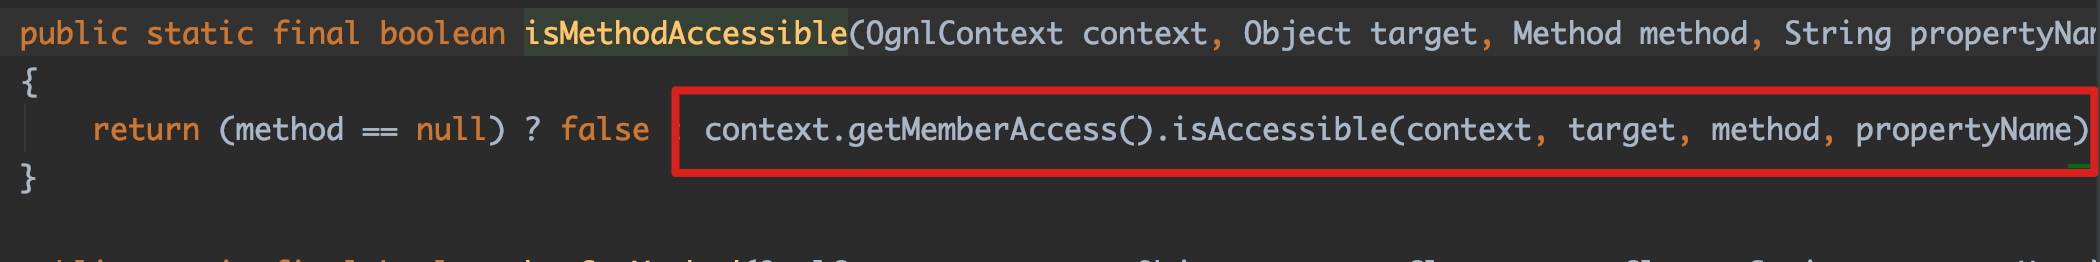 public static final boolean isMethodAccessible(OgnlContext context, Object target, Method method, String
{
return (method == null) ? false : context.getMemberAccess().isAccessible(context, target, method, propertyName)
}